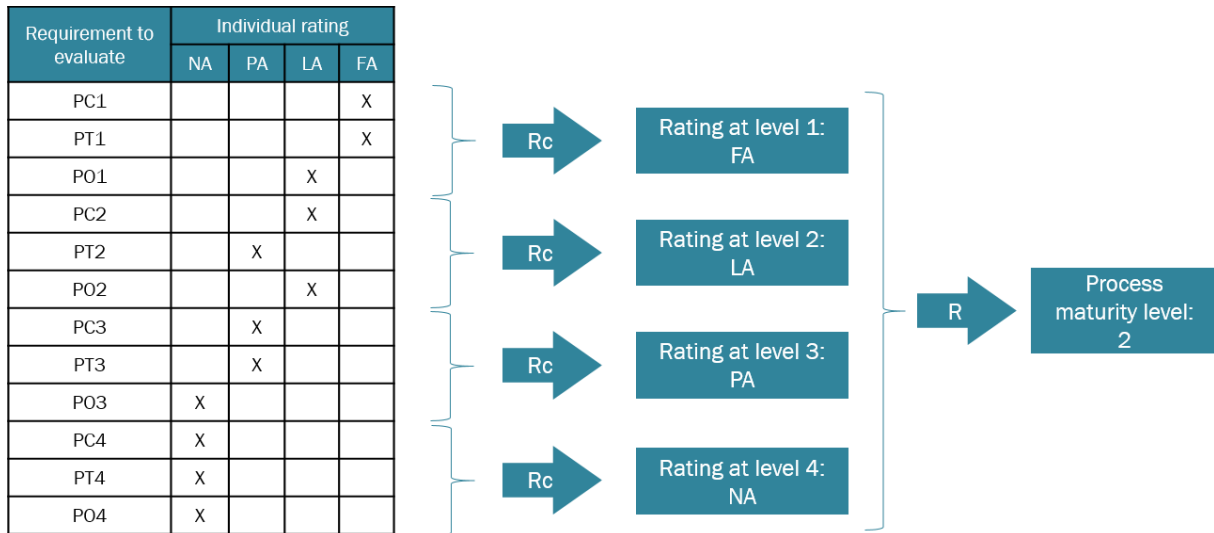 Requirement to
evaluate
Individual rating
NA PA LA FA
PC1 X
PT1 X
PO1 X
PC2 X
PT2 X
PO2 X
PC3 X
PT3 X
PO3 X
PC4 X
PT4 X
PO4 X
Rc
Rating at level 1:
FA
Rc
Rating at level 2:
LA
Rc
Rating at level 3:
PA
Rc
Rating at level 4:
NA
R
Process
maturity level:
2